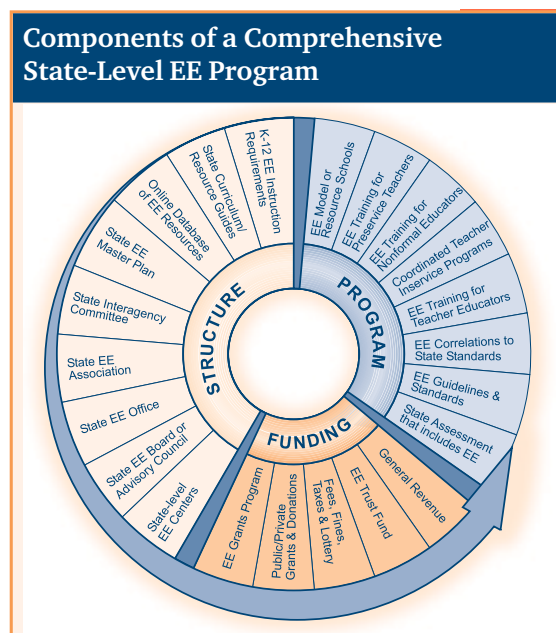 Components of a Comprehensive
State-Level EE Program
STRUCTURE
K-12 EE Instruction
Requirements
State Curriculum/
Resource Guides
Online Database
of EE Resources
State EE
Master Plan
State Interagency
Committee
State EE
Association
State EE Office
State EE Board or
Advisory Council
State-level
EE Centers
PROGRAM
EE Model or
Resource Schools
EE Training for
Preservice Teachers
EE Training for
Nonformal Educators
Coordinated Teacher
Inservice Programs
EE Training for
Teacher Educators
EE Correlations to
State Standards
EE Guidelines &
Standards
State Assessment
that Includes EE
FUNDING
EE Grants Program
Public/Private
Grants & Donations
Fees, Fines,
Taxes & Lottery
EE Trust Fund
General Revenue